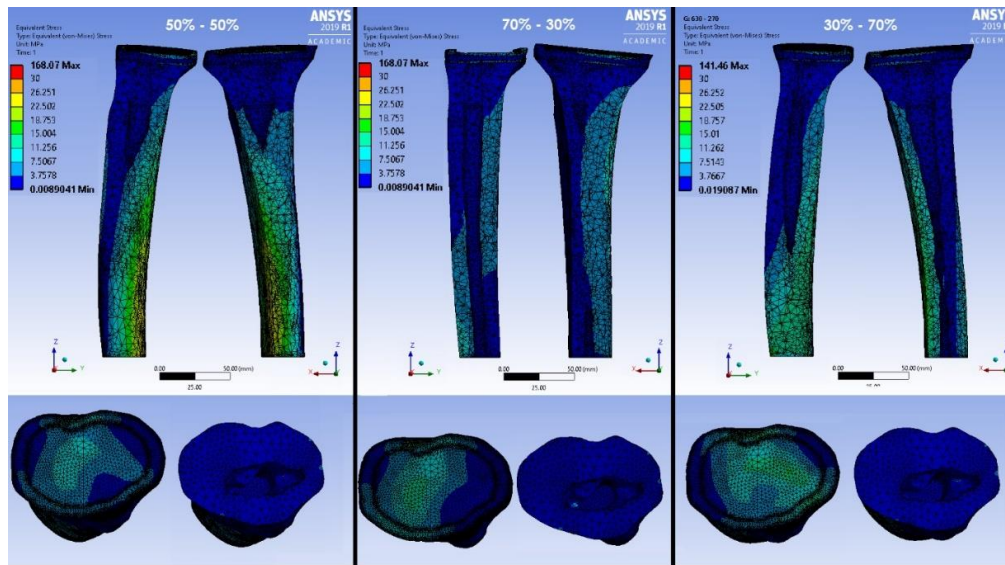 Equivalent Stress
Type: Equivalent (von-Mises) Stress
Unit: MPa
Time: 1
50% - 50%
ANSYS
2019 R1
ACADEMIC
168.07 Max
30
26.251
22.502
18.753
15.004
11.256
7.5067
3.7578
0.0089041 Min
Z
Y
Z
X
0.00
50.00 (mm)
25.00
Equivalent Stress
Type: Equivalent (von-Mises) Stress
Unit: MPa
Time: 1
70% - 30%
ANSYS
2019 R1
ACADEMIC
168.07 Max
30
26.251
22.502
18.753
15.004
11.256
7.5067
3.7578
0.0089041 Min
Z
Y
Z
X
0.00
50.00 (mm)
25.00
G: 630 - 270
Equivalent Stress
Type: Equivalent (von-Mises) Stress
Unit: MPa
Time: 1
30% - 70%
ANSYS
2019 R1
ACADEMIC
141.46 Max
30
26.252
22.505
18.757
15.01
11.262
7.5143
3.7667
0.019087 Min
Z
Y
Z
X
0.00
50.00 (mm)